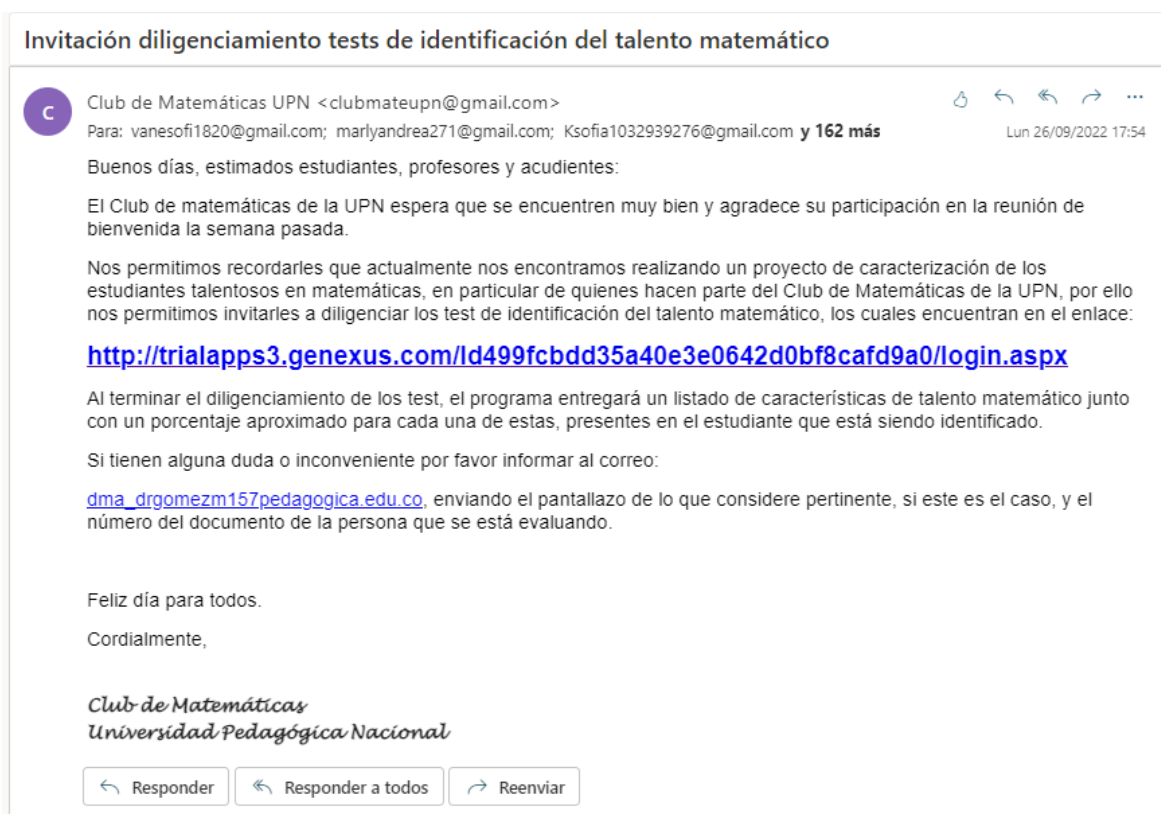 Invitación diligenciamiento tests de identificación del talento matemático
C
Club de Matemáticas UPN <clubmateupn@gmail.com>
Para: vanesofi1820@gmail.com; marlyandrea271@gmail.com; Ksofia1032939276@gmail.com y 162 más
Lun 26/09/2022 17:54
Buenos días, estimados estudiantes, profesores y acudientes:
El Club de matemáticas de la UPN espera que se encuentren muy bien y agradece su participación en la reunión de
bienvenida la semana pasada.
Nos permitimos recordarles que actualmente nos encontramos realizando un proyecto de caracterización de los
estudiantes talentosos en matemáticas, en particular de quienes hacen parte del Club de Matemáticas de la UPN, por ello
nos permitimos invitarles a diligenciar los test de identificación del talento matemático, los cuales encuentran en el enlace:
http://trialapps3.genexus.com/Id499fcbdd35a40e3e0642d0bf8cafd9a0/login.aspx
Al terminar el diligenciamiento de los test, el programa entregará un listado de características de talento matemático junto
con un porcentaje aproximado para cada una de estas, presentes en el estudiante que está siendo identificado.
Si tienen alguna duda o inconveniente por favor informar al correo:
dma_drgomezm157pedagogica.edu.co, enviando el pantallazo de lo que considere pertinente, si este es el caso, y el
número del documento de la persona que se está evaluando.
Feliz día para todos.
Cordialmente,
Club de Matemáticas
Universidad Pedagógica Nacional
Responder
Responder a todos
Reenviar